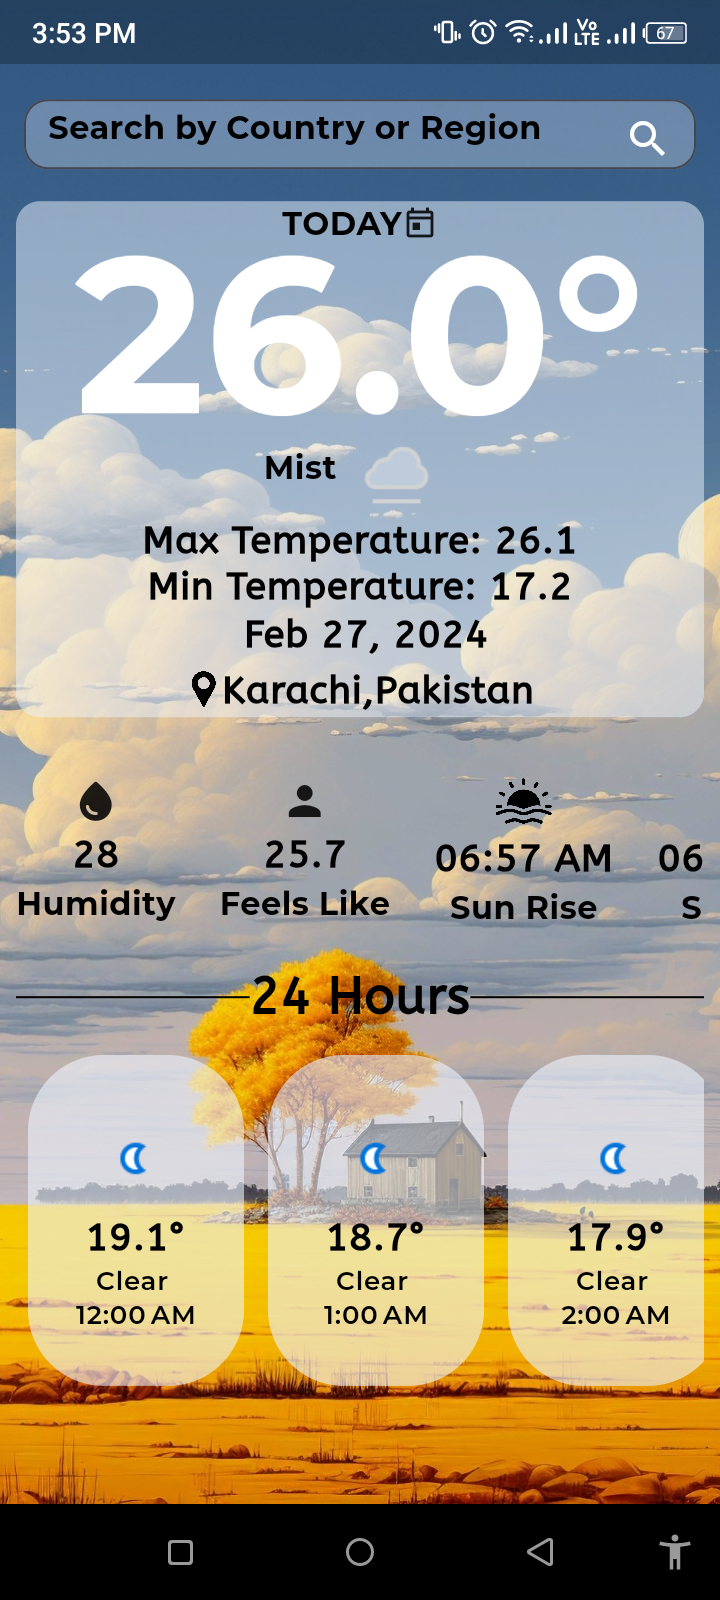 3:53 PM
Vo LTE
67
Search by Country or Region
TODAY
26.0°
Mist
Max Temperature: 26.1
Min Temperature: 17.2
Feb 27, 2024
Karachi,Pakistan
28 25.7 06:57 AM 06
Humidity Feels Like Sun Rise S
24 Hours
19.1° 18.7° 17.9°
Clear Clear Clear
12:00 AM 1:00 AM 2:00 AM